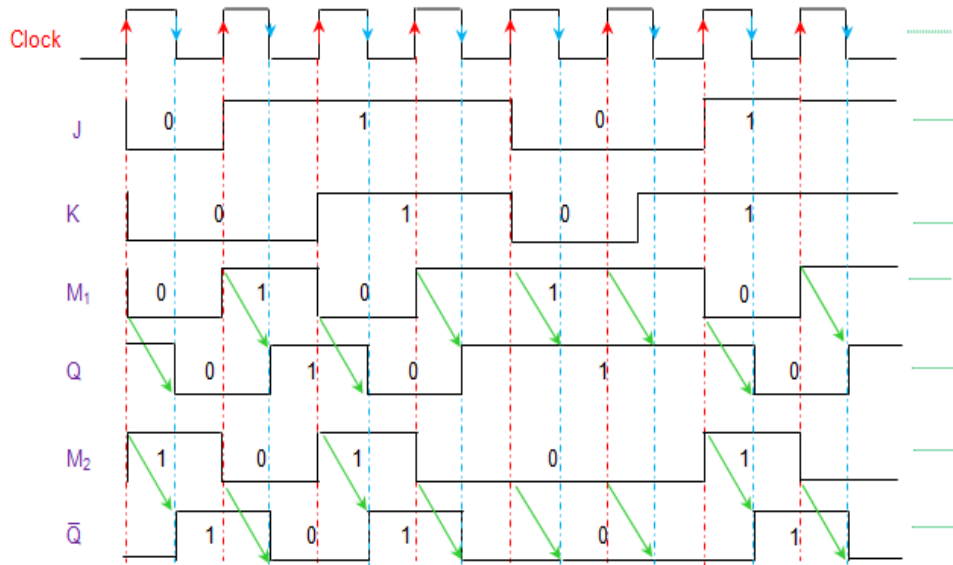 Clock
J 0 1 0 1
K 0 1 0 1
M₁ 0 1 0 1 0
Q 0 1 0 1 0
M₂ 1 0 1 0 1
Q̅ 1 0 1 0 1